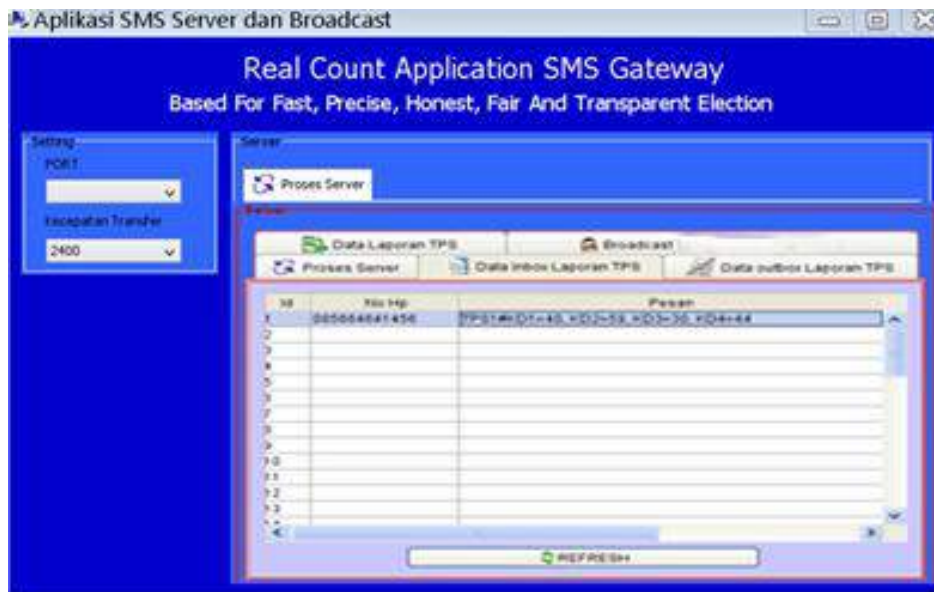 Aplikasi SMS Server dan Broadcast
Real Count Application SMS Gateway
Based For Fast, Precise, Honest, Fair And Transparent Election
Setting
PORT
Kecepatan Transfer
2400
Server
Proses Server
Data Laporan TPS
Broadcast
Proses Server
Data inbox Laporan TPS
Data outbox Laporan TPS
Id No Hp Pesan
1
2
3
4
5
6
7
8
9
10
11
12
13
REFRESH